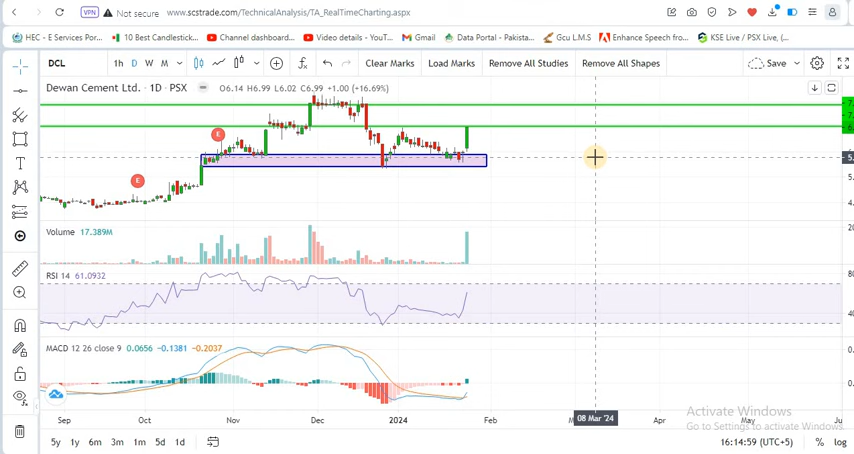 VPN Not secure www.scstrade.com/TechnicalAnalysis/TA_RealTimeCharting.aspx
HEC - E Services Por... 10 Best Candlestick... Channel dashboard... Video details - YouT... Gmail Data Portal - Pakista... Gcu L.M.S Enhance Speech from... KSE Live / PSX Live, (...
DCL 1h D W M Clear Marks Load Marks Remove All Studies Remove All Shapes Save
Dewan Cement Ltd. · 1D · PSX O6.14 H6.99 L6.02 C6.99 +1.00 (+16.69%)
E
E
Volume 17.389M
RSI 14 61.0932
MACD 12 26 close 9 0.0656 −0.1381 −0.2037
Sep Oct Nov Dec 2024 Feb 08 Mar '24 Apr May
Activate Windows
Go to Settings to activate Windows.
5y 1y 6m 3m 1m 5d 1d 16:14:59 (UTC+5) % log